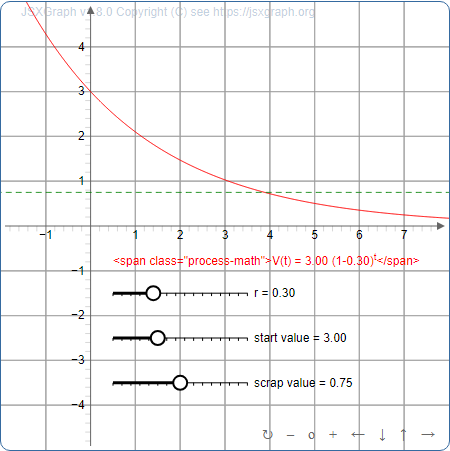 JSXGraph v1.8.0 Copyright (C) see https://jsxgraph.org
4
3
2
1
−1 1 2 3 4 5 6 7
−1
<span class="process-math">V(t) = 3.00 (1-0.30)^t</span>
r = 0.30
−2
start value = 3.00
−3
scrap value = 0.75
−4
↻ − o + ← ↓ ↑ →